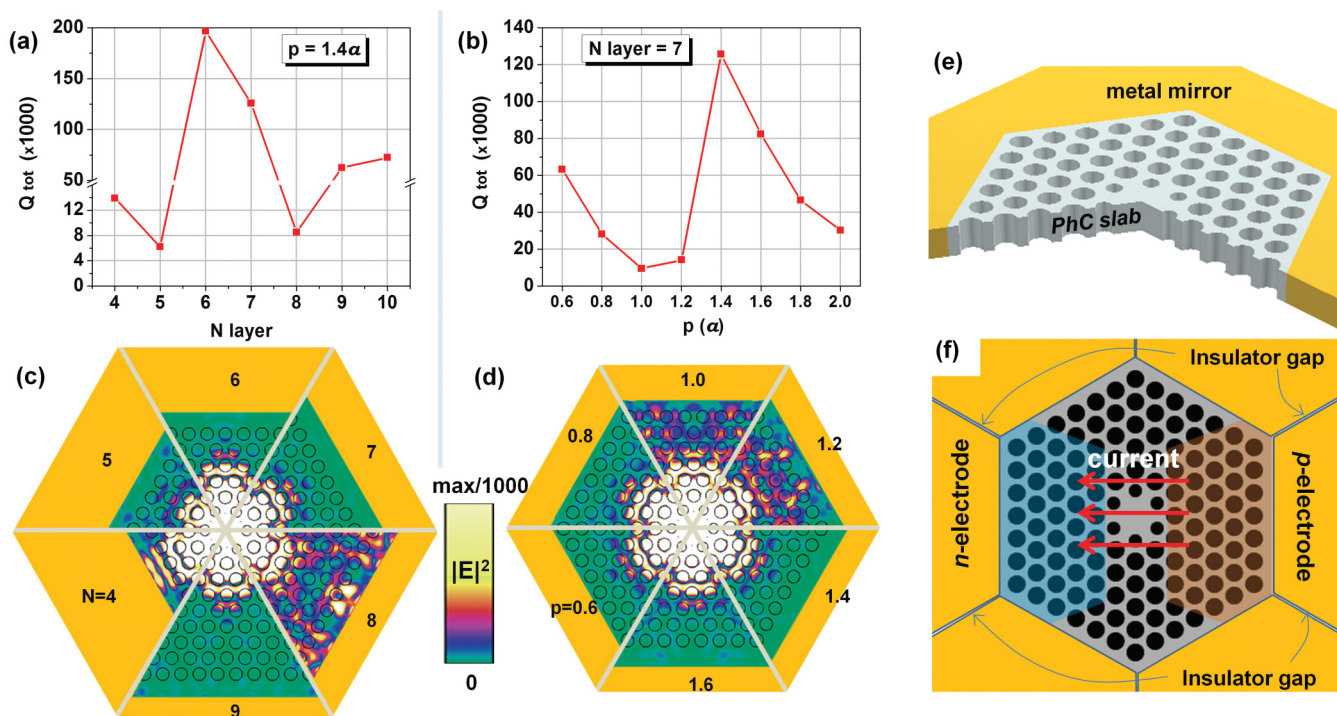 (a)
p = 1.4a
Q tot (x1000)
200
150
100
50
12
8
4
0
4 5 6 7 8 9 10
N layer
(b)
N layer = 7
Q tot (x1000)
140
120
100
80
60
40
20
0
0.6 0.8 1.0 1.2 1.4 1.6 1.8 2.0
p (a)
(c)
6
5
7
N=4
8
9
max/1000
|E|²
0
(d)
1.0
0.8
1.2
p=0.6
1.4
1.6
(e)
metal mirror
PhC slab
(f)
Insulator gap
n-electrode
current
p-electrode
Insulator gap